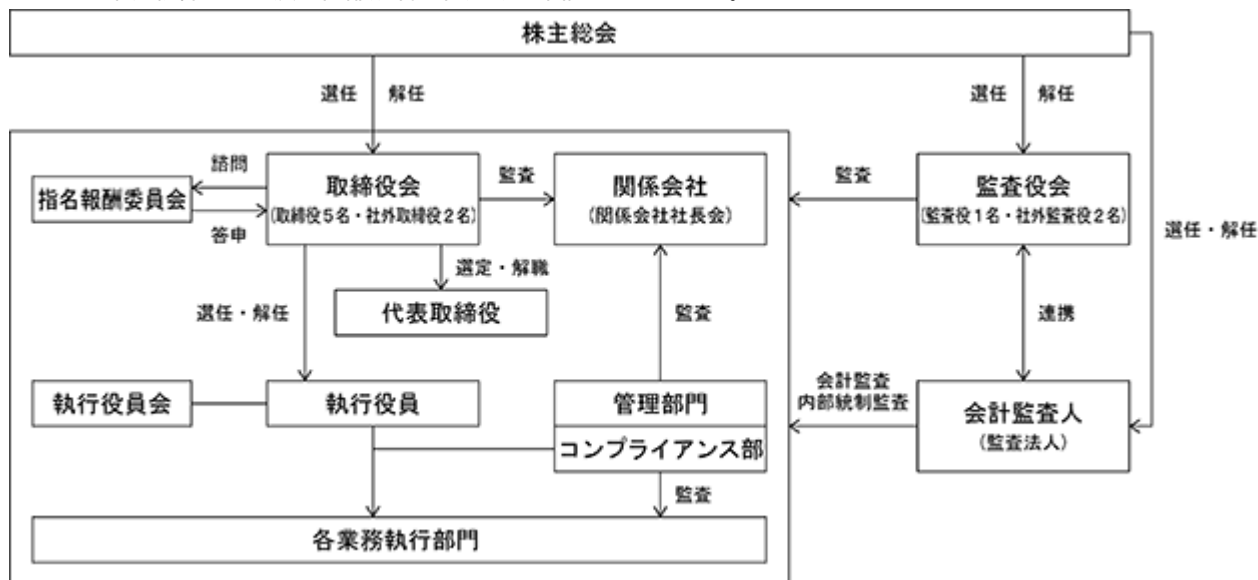 株主総会
選任 解任
選任 解任
諮問
指名報酬委員会
答申
取締役会
(取締役5名・社外取締役2名)
監査
関係会社
(関係会社社長会)
監査
監査役会
(監査役1名・社外監査役2名)
選任・解任
選定・解職
代表取締役
選任・解任
監査
連携
執行役員会
執行役員
管理部門
コンプライアンス部
会計監査
内部統制監査
会計監査人
(監査法人)
監査
各業務執行部門